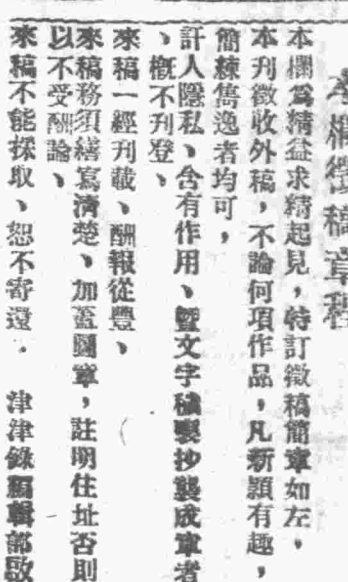 本欄徵稿章程
本欄爲精益求精起見，特訂徵稿簡章如左，
本刊徵收外稿，不論何項作品，凡新穎有趣，
簡練雋逸者均可，
訐人隱私、含有作用、曁文字穢褻抄襲成章者
、槪不刊登、
來稿一經刊載、酬報從豐、
來稿務須繕寫淸楚、加蓋圖章，註明住址否則
以不受酬論、
來稿不能採取、恕不寄還． 津津錄編輯部啟